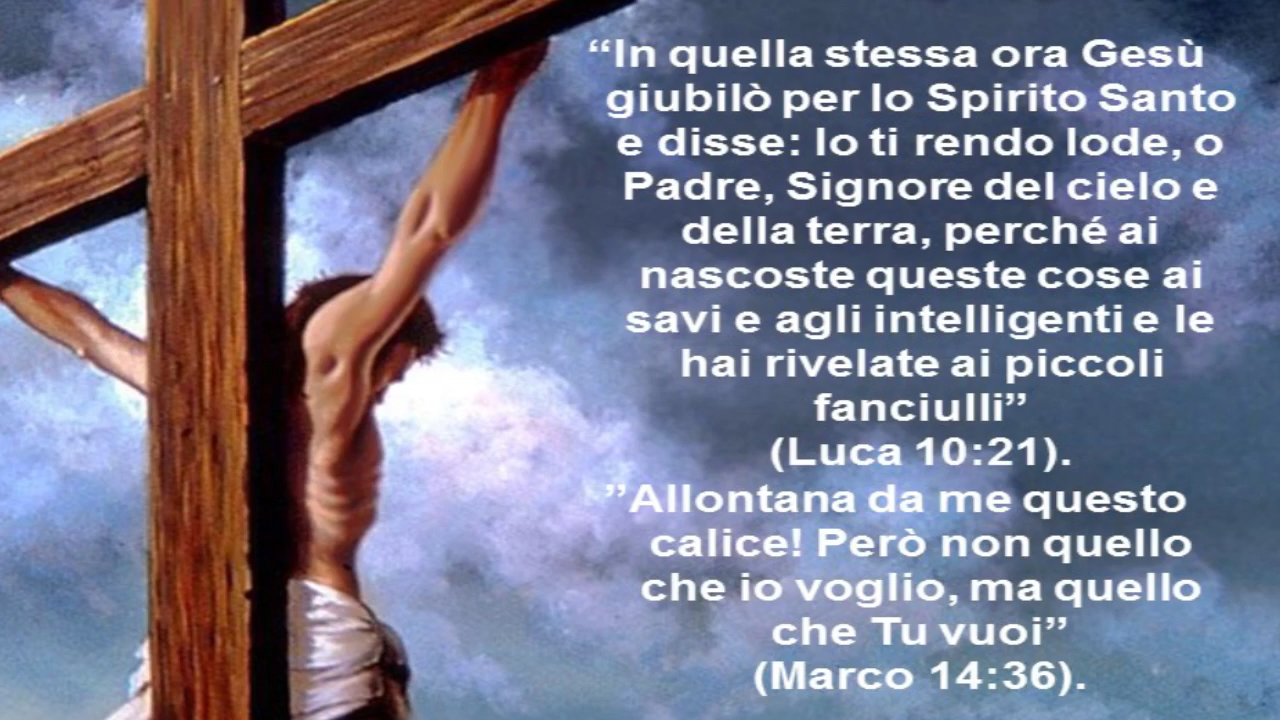 “In quella stessa ora Gesù
giubilò per lo Spirito Santo
e disse: Io ti rendo lode, o
Padre, Signore del cielo e
della terra, perché ai
nascoste queste cose ai
savi e agli intelligenti e le
hai rivelate ai piccoli
fanciulli”
(Luca 10:21).
”Allontana da me questo
calice! Però non quello
che io voglio, ma quello
che Tu vuoi”
(Marco 14:36).